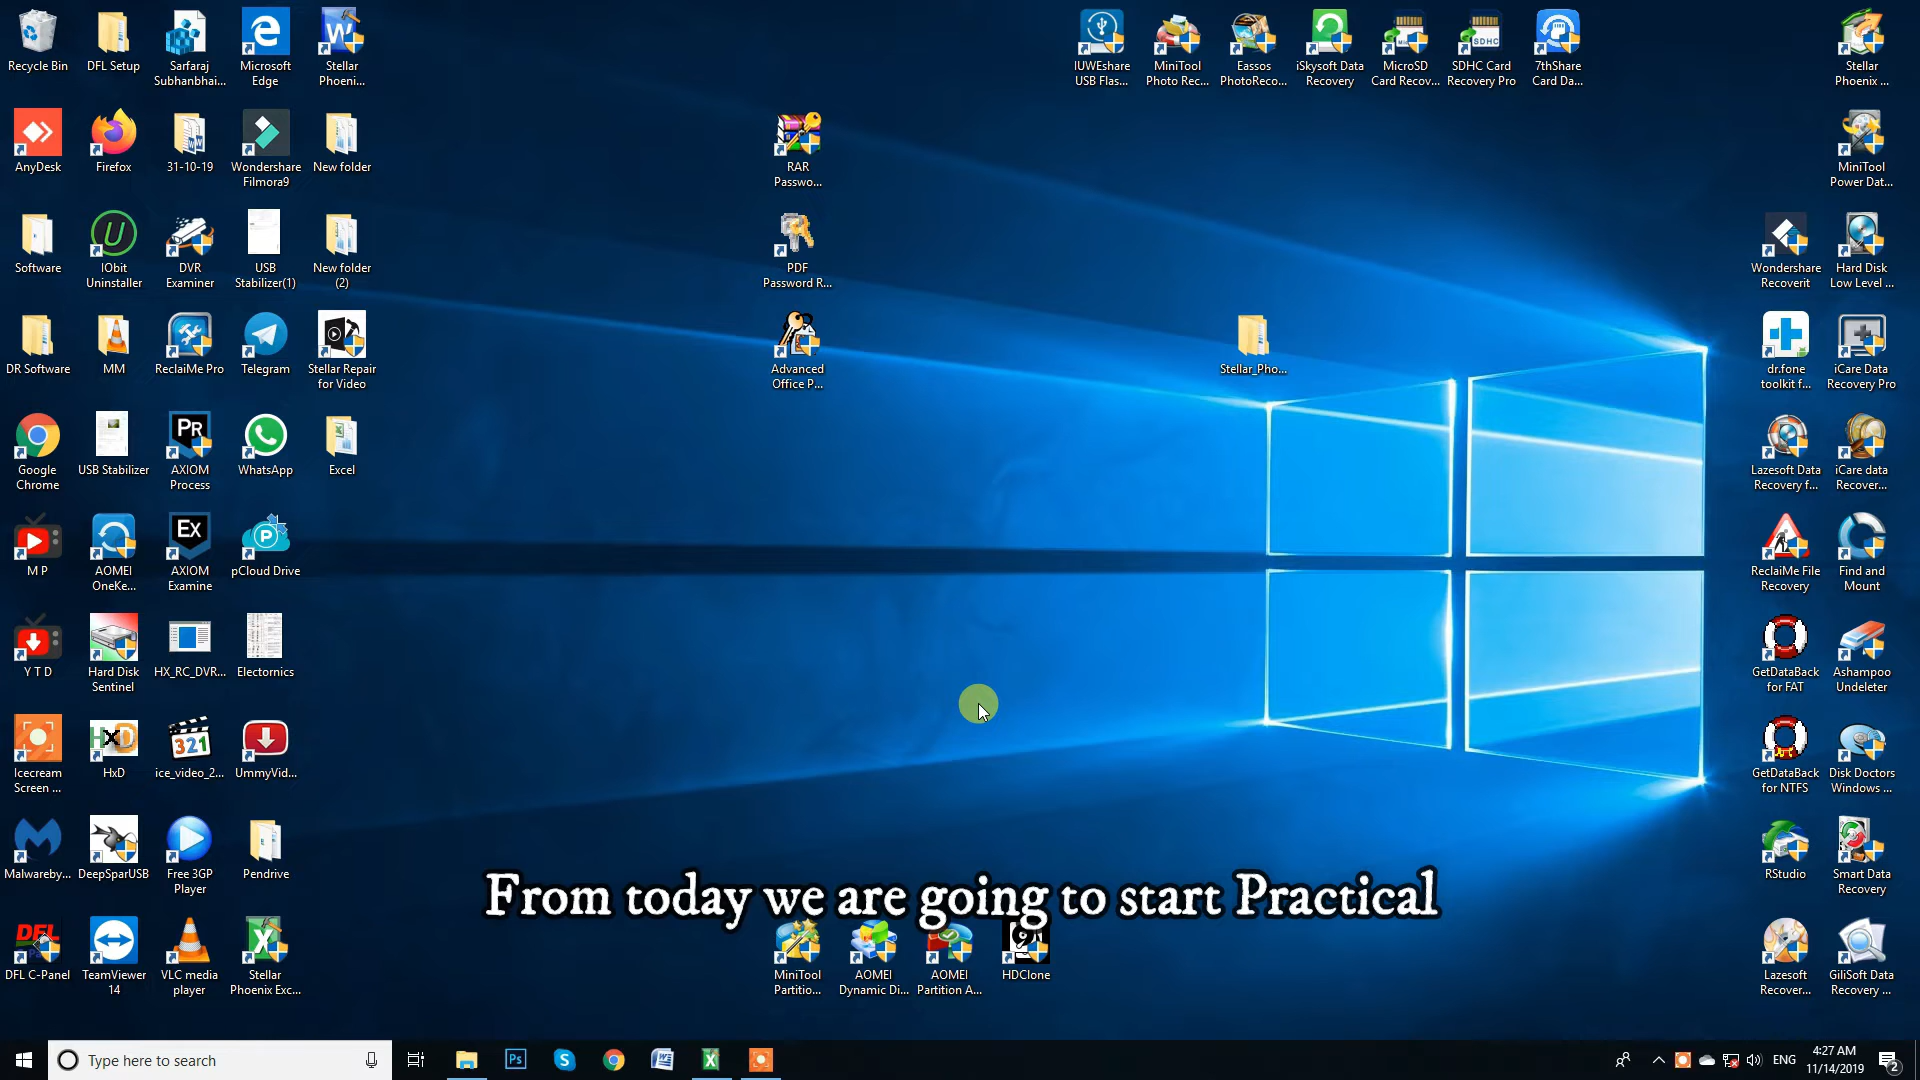 Recycle Bin
DFL Setup
Sarfaraj
Subhanbhai...
Microsoft
Edge
Stellar
Phoeni...
IUWEshare
USB Flas...
MiniTool
Photo Rec...
Eassos
PhotoReco...
iSkysoft Data
Recovery
MicroSD
Card Recov...
SDHC Card
Recovery Pro
7thShare
Card Da...
Stellar
Phoenix ...
AnyDesk
Firefox
31-10-19
Wondershare
Filmora9
New folder
RAR
Passwo...
MiniTool
Power Dat...
Software
IObit
Uninstaller
DVR
Examiner
USB
Stabilizer(1)
New folder
(2)
PDF
Password R...
Wondershare
Recoverit
Hard Disk
Low Level ...
DR Software
MM
ReclaiMe Pro
Telegram
Stellar Repair
for Video
Advanced
Office P...
Stellar_Pho...
dr.fone
toolkit f...
iCare Data
Recovery Pro
Google
Chrome
USB Stabilizer
AXIOM
Process
WhatsApp
Excel
Lazesoft Data
Recovery f...
iCare data
Recover...
M P
AOMEI
OneKe...
AXIOM
Examine
pCloud Drive
ReclaiMe File
Recovery
Find and
Mount
Y T D
Hard Disk
Sentinel
HX_RC_DVR...
Electornics
GetDataBack
for FAT
Ashampoo
Undeleter
Icecream
Screen ...
HxD
ice_video_2...
UmmyVid...
GetDataBack
for NTFS
Disk Doctors
Windows ...
Malwareby...
DeepSparUSB
Free 3GP
Player
Pendrive
RStudio
Smart Data
Recovery
From today we are going to start Practical
DFL C-Panel
TeamViewer
14
VLC media
player
Stellar
Phoenix Exc...
MiniTool
Partitio...
AOMEI
Dynamic Di...
AOMEI
Partition A...
HDClone
Lazesoft
Recover...
GiliSoft Data
Recovery ...
Type here to search
ENG
4:27 AM
11/14/2019
2